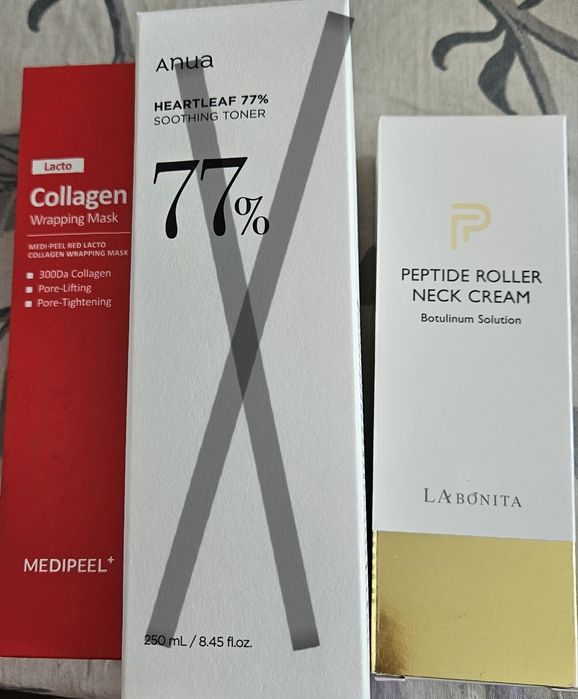 Lacto
Collagen
Wrapping Mask
MEDI-PEEL RED LACTO
COLLAGEN WRAPPING MASK
300Da Collagen
Pore-Lifting
Pore-Tightening
MEDIPEEL+
Anua
HEARTLEAF 77%
SOOTHING TONER
77%
250 mL / 8.45 fl.oz.
PEPTIDE ROLLER
NECK CREAM
Botulinum Solution
LABONITA